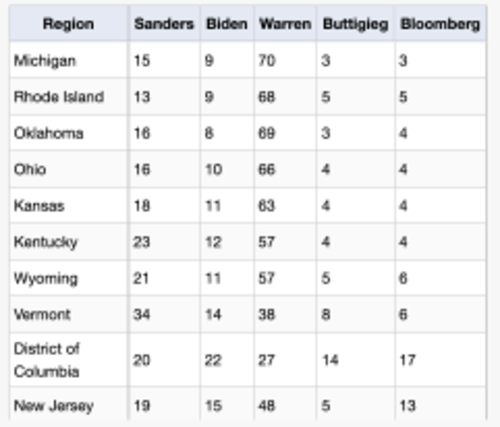 Region Sanders Biden Warren Buttigieg Bloomberg
Michigan 15 9 70 3 3
Rhode Island 13 9 68 5 5
Oklahoma 16 8 69 3 4
Ohio 16 10 66 4 4
Kansas 18 11 63 4 4
Kentucky 23 12 57 4 4
Wyoming 21 11 57 5 6
Vermont 34 14 38 8 6
District of
Columbia 20 22 27 14 17
New Jersey 19 15 48 5 13